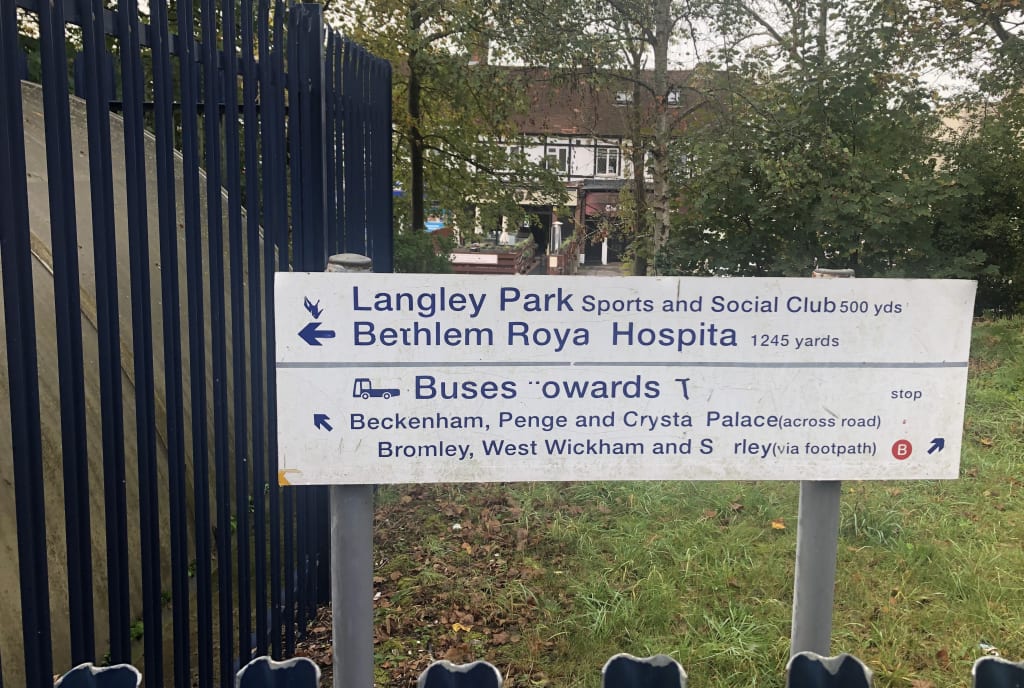 Langley Park Sports and Social Club 500 yds
Bethlem Roya Hospita 1245 yards
Buses owards T stop
Beckenham, Penge and Crysta Palace(across road)
Bromley, West Wickham and S rley(via footpath) B